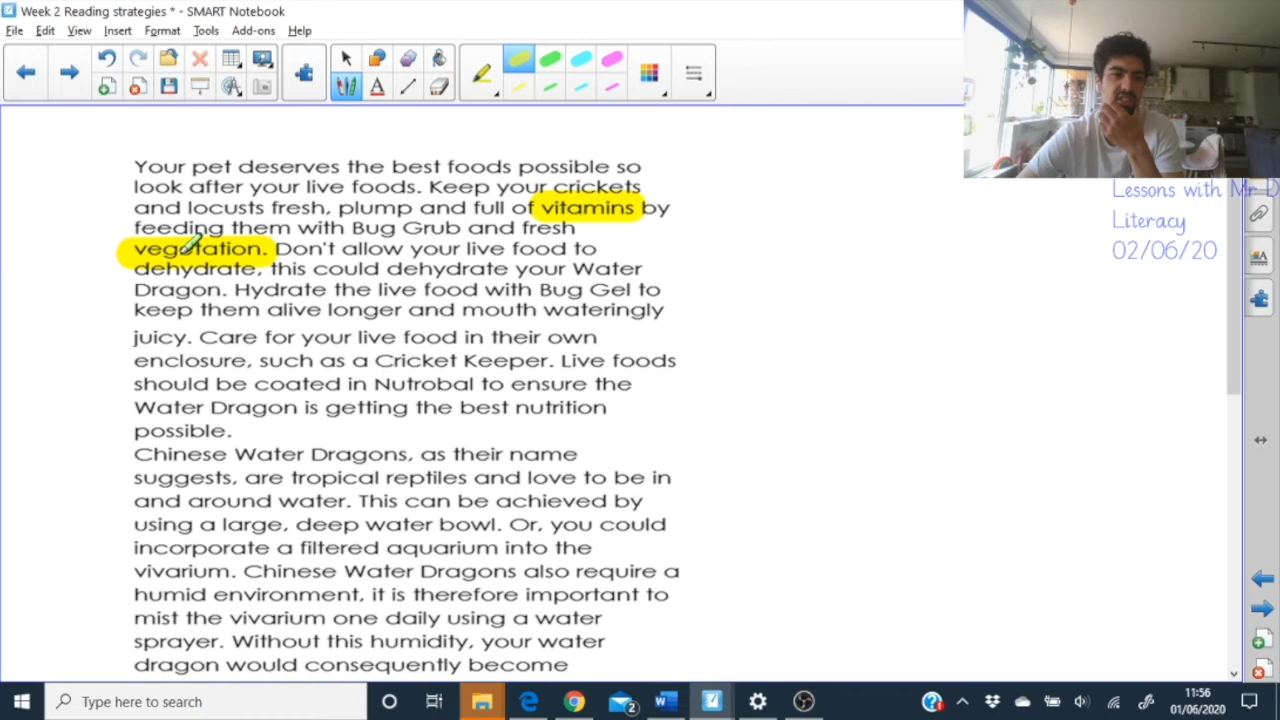 Week 2 Reading strategies * - SMART Notebook
File Edit View Insert Format Tools Add-ons Help
Your pet deserves the best foods possible so
look after your live foods. Keep your crickets
and locusts fresh, plump and full of vitamins by
feeding them with Bug Grub and fresh
vegetation. Don't allow your live food to
dehydrate, this could dehydrate your Water
Dragon. Hydrate the live food with Bug Gel to
keep them alive longer and mouth wateringly
juicy. Care for your live food in their own
enclosure, such as a Cricket Keeper. Live foods
should be coated in Nutrobal to ensure the
Water Dragon is getting the best nutrition
possible.
Chinese Water Dragons, as their name
suggests, are tropical reptiles and love to be in
and around water. This can be achieved by
using a large, deep water bowl. Or, you could
incorporate a filtered aquarium into the
vivarium. Chinese Water Dragons also require a
humid environment, it is therefore important to
mist the vivarium one daily using a water
sprayer. Without this humidity, your water
dragon would consequently become
Lessons with Mr D
Literacy
02/06/20
Type here to search
2
11:56
01/06/2020